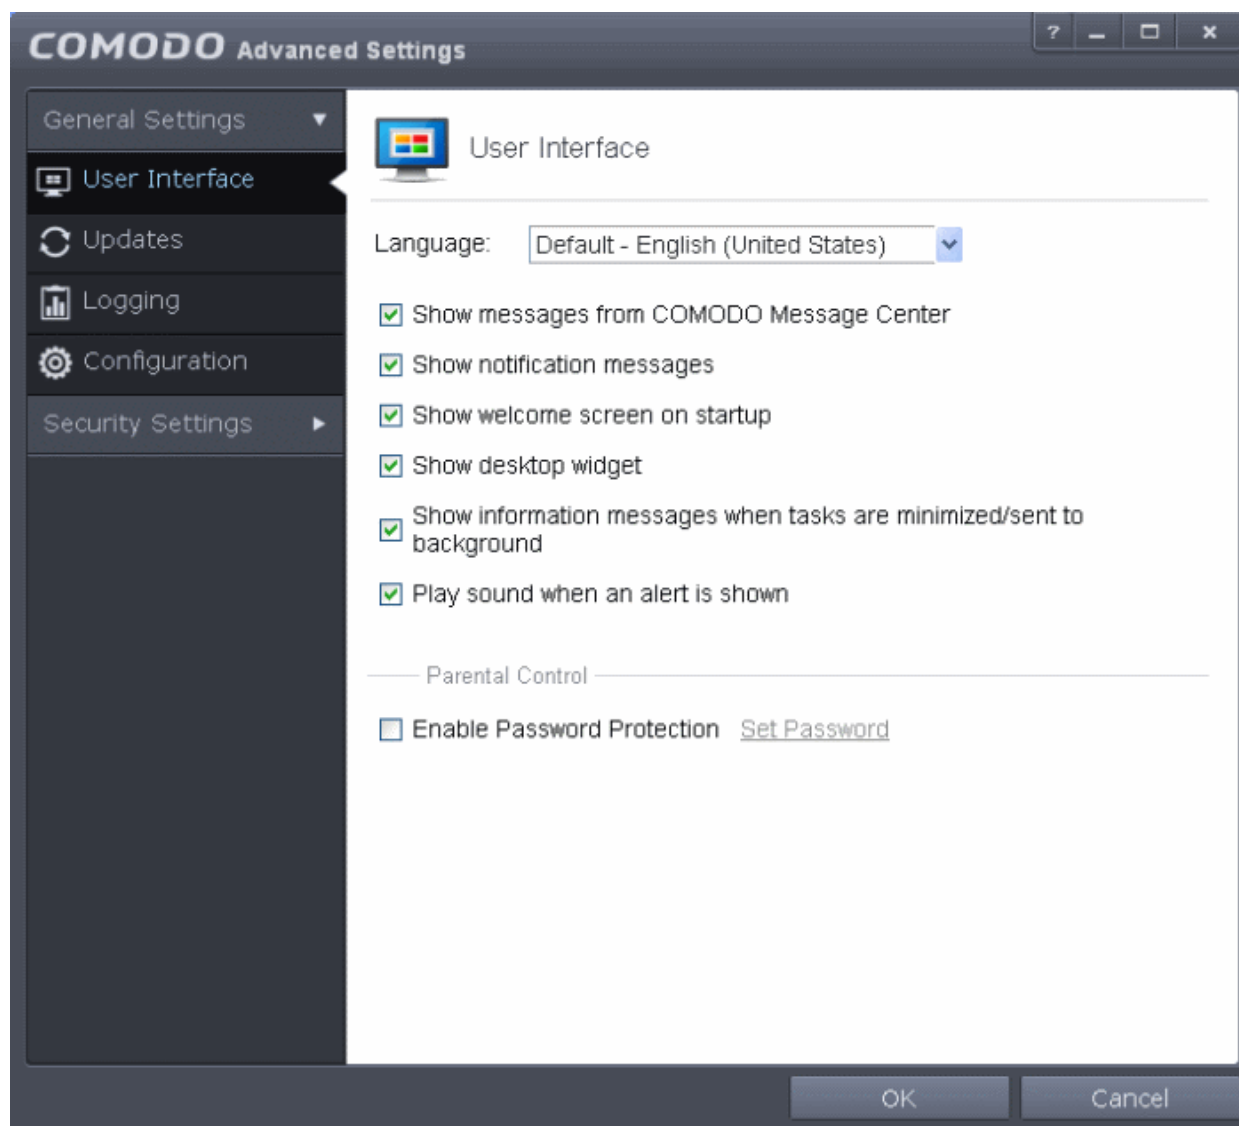 COMODO Advanced Settings
?
General Settings
User Interface
Updates
Logging
Configuration
Security Settings
User Interface
Language: Default - English (United States)
Show messages from COMODO Message Center
Show notification messages
Show welcome screen on startup
Show desktop widget
Show information messages when tasks are minimized/sent to
background
Play sound when an alert is shown
Parental Control
Enable Password Protection Set Password
OK Cancel